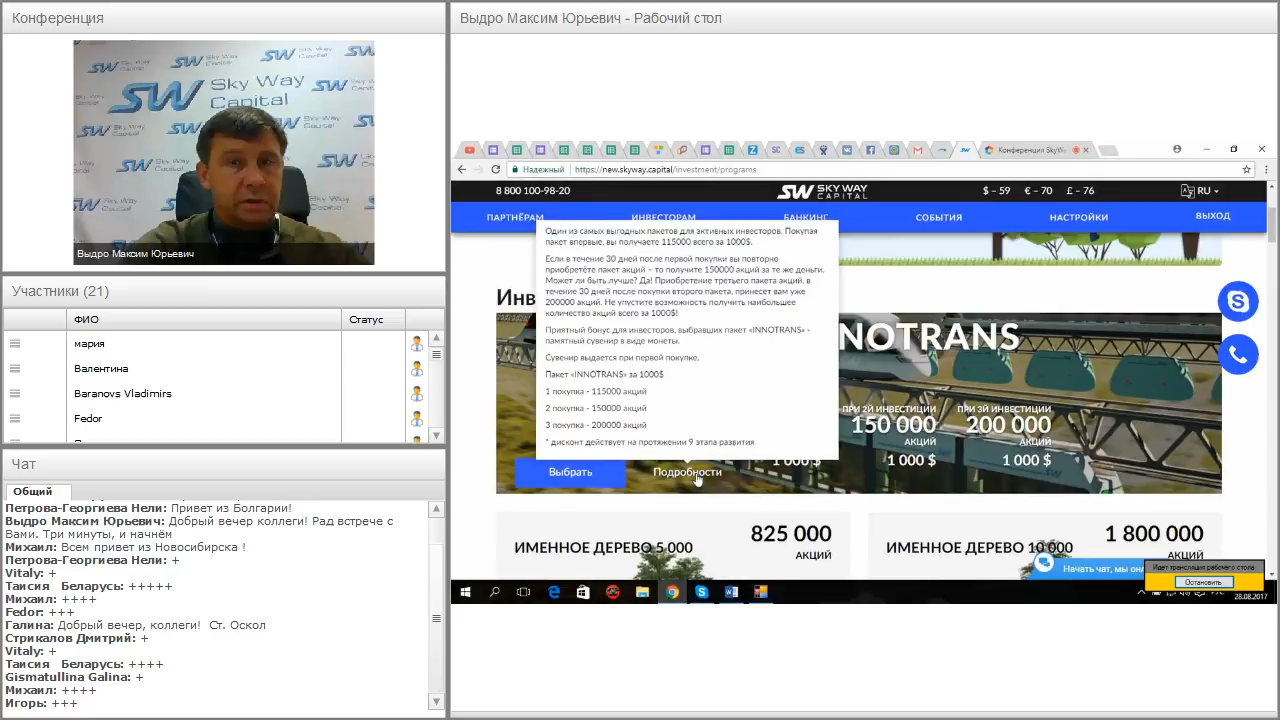 Конференция
SW Sky Way
Capital
Выдро Максим Юрьевич
Участники (21)
ФИО
Статус
мария
Валентина
Baranovs Vladimirs
Fedor
Чат
Общий
Петрова-Георгиева Нели: Привет из Болгарии!
Выдро Максим Юрьевич: Добрый вечер коллеги! Рад встрече с
Вами. Три минуты, и начнём
Михаил: Всем привет из Новосибирска !
Петрова-Георгиева Нели: +
Vitaly: +
Таисия Беларусь: +++++
Михаил: ++++
Fedor: +++
Галина: Добрый вечер, коллеги! Ст. Оскол
Стрикалов Дмитрий: +
Vitaly: +
Таисия Беларусь: ++++
Gismatullina Galina: +
Михаил: ++++
Игорь: +++
Выдро Максим Юрьевич - Рабочий стол
Конференция SkyWa
Надежный
https://new.skyway.capital/investment/programs
8 800 100-98-20
SW SKY WAY
CAPITAL
$ – 59 € – 70 £ – 76
RU
ПАРТНЁРАМ
ИНВЕСТОРАМ
БАНКИНГ
СОБЫТИЯ
НАСТРОЙКИ
ВЫХОД
Один из самых выгодных пакетов для активных инвесторов. Покупая
пакет впервые, вы получаете 115000 всего за 1000$.
Если в течение 30 дней после первой покупки вы повторно
приобретёте пакет акций – то получите 150000 акций за те же деньги.
Может ли быть лучше? Да! Приобретение третьего пакета акций, в
течение 30 дней после покупки второго пакета, принесет вам уже
200000 акций. Не упустите возможность получить наибольшее
количество акций всего за 1000$!
Приятный бонус для инвесторов, выбравших пакет «INNOTRANS» -
памятный сувенир в виде монеты.
Сувенир выдается при первой покупке.
Пакет «INNOTRANS» за 1000$
1 покупка - 115000 акций
2 покупка - 150000 акций
3 покупка - 200000 акций
* дисконт действует на протяжении 9 этапа развития
Инв
NOTRANS
ПРИ 2Й ИНВЕСТИЦИИ
150 000
АКЦИЙ
1 000 $
ПРИ 3Й ИНВЕСТИЦИИ
200 000
АКЦИЙ
1 000 $
1 000 $
Выбрать
Подробности
825 000
ИМЕННОЕ ДЕРЕВО 5 000
АКЦИЙ
1 800 000
ИМЕННОЕ ДЕРЕВО 10 000
АКЦИЙ
Начать чат, мы онл
Идет трансляция рабочего стола
Остановить
28.08.2017